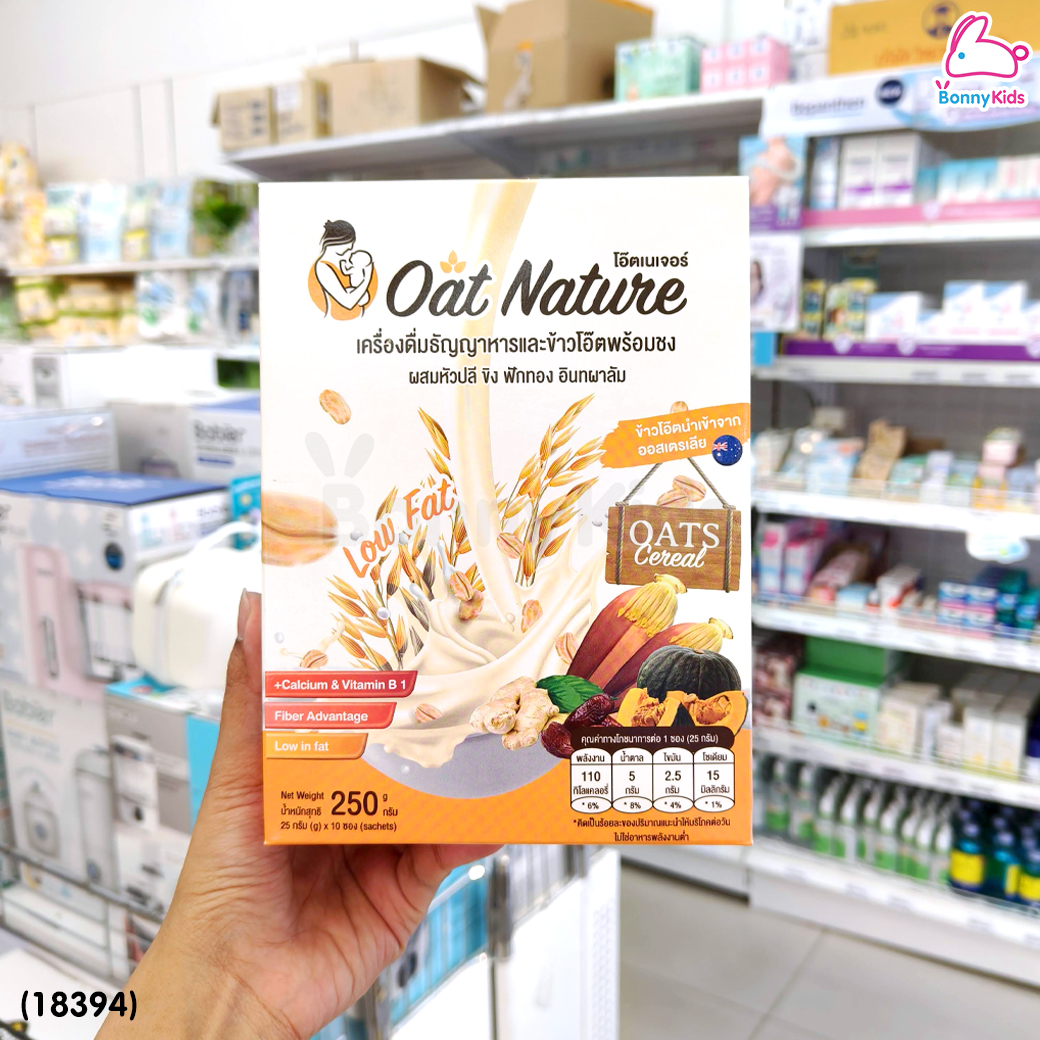 BonnyKids
โอ๊ตเนเจอร์
Oat Nature
เครื่องดื่มธัญญาหารและข้าวโอ๊ตพร้อมชง
ผสมหัวปลี ขิง ฟักทอง อินทผาลัม
ข้าวโอ๊ตนำเข้าจาก
ออสเตรเลีย
Low Fat
OATS
Cereal
+Calcium & Vitamin B 1
Fiber Advantage
Low in fat
คุณค่าทางโภชนาการต่อ 1 ซอง (25 กรัม)
พลังงาน น้ำตาล ไขมัน โซเดียม
110 5 2.5 15
กิโลแคลอรี่ กรัม กรัม มิลลิกรัม
* 6% * 8% * 4% * 1%
*คิดเป็นร้อยละของปริมาณแนะนำให้บริโภคต่อวัน
ไม่ใช่อาหารพลังงานต่ำ
Net Weight 250 g
น้ำหนักสุทธิ กรัม
25 กรัม (g) x 10 ซอง (sachets)
(18394)